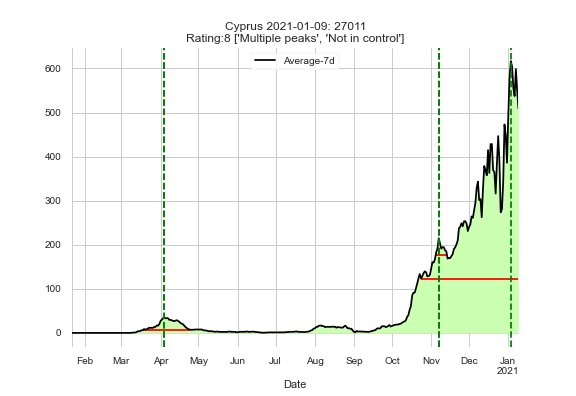 Cyprus 2021-01-09: 27011
Rating:8 ['Multiple peaks', 'Not in control']
Average-7d
600
500
400
300
200
100
0
Feb Mar Apr May Jun Jul Aug Sep Oct Nov Dec Jan
2021
Date